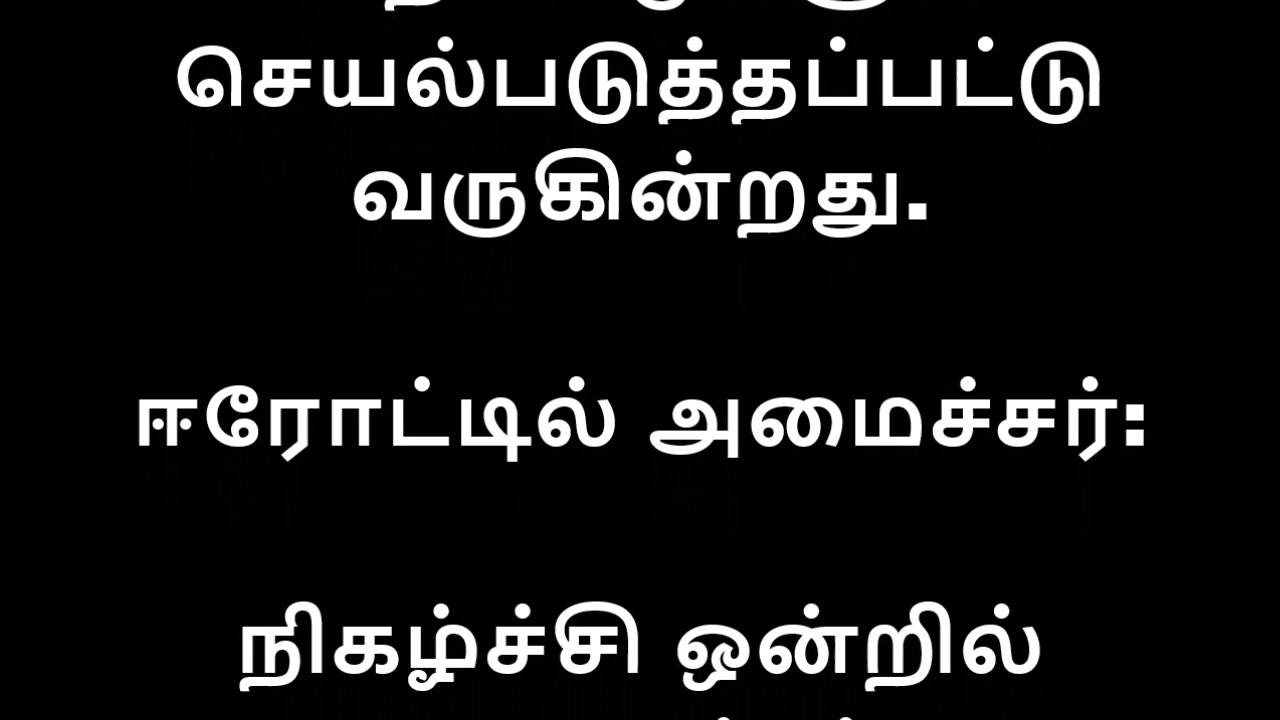 செயல்படுத்தப்பட்டு
வருகின்றது.
ஈரோட்டில் அமைச்சர்:
நிகழ்ச்சி ஒன்றில்